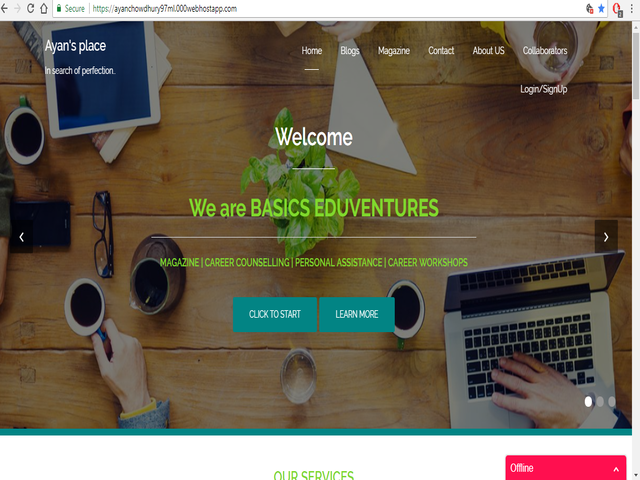 Secure https://ayanchowdhury97ml.000webhostapp.com
Ayan's place
In search of perfection..
Home Blogs Magazine Contact About US Collaborators
Login/SignUp
Welcome
We are BASICS EDUVENTURES
MAGAZINE | CAREER COUNSELLING | PERSONAL ASSISTANCE | CAREER WORKSHOPS
CLICK TO START LEARN MORE
OUR SERVICES
Offline